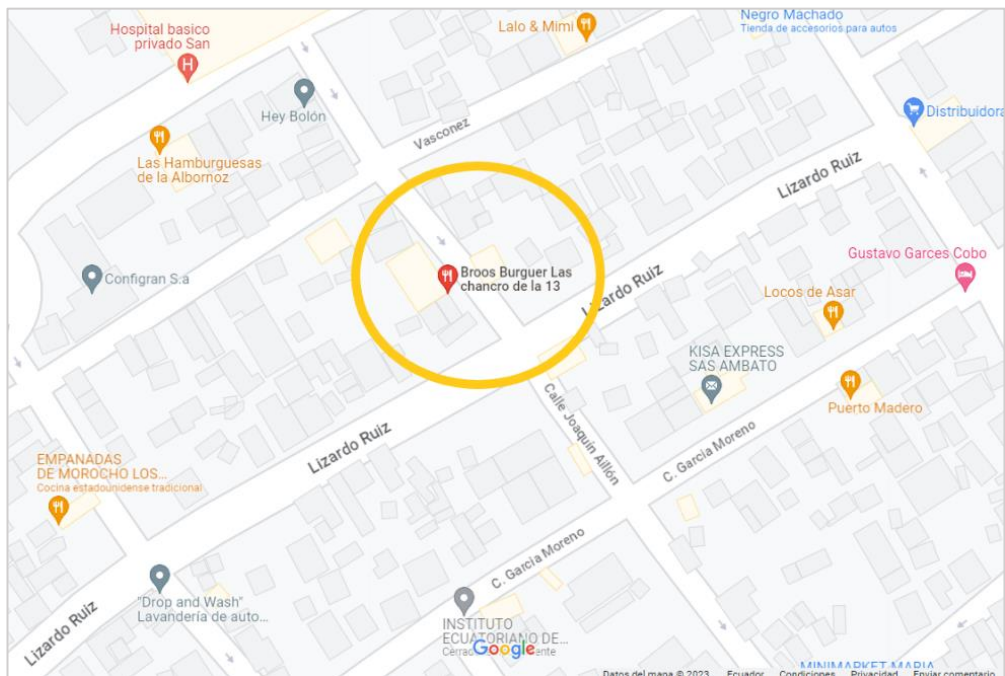 Hospital basico
privado San
Lalo & Mimi
Negro Machado
Tienda de accesorios para autos
Hey Bolón
Distribuidora
Las Hamburguesas
de la Albornoz
Vasconez
Lizardo Ruiz
Configran S.a
Broos Burguer Las
chancro de la 13
Gustavo Garces Cobo
Lizardo Ruiz
Locos de Asar
KISA EXPRESS
SAS AMBATO
Puerto Madero
Calle Joaquín Aillón
Lizardo Ruiz
C. García Moreno
EMPANADAS
DE MOROCHO LOS...
Cocina estadounidense tradicional
C. García Moreno
"Drop and Wash"
Lavandería de auto...
Lizardo Ruiz
INSTITUTO
ECUATORIANO DE...
Google
MINIMARKET MARIA
Datos del mapa © 2023 Ecuador Condiciones Privacidad Enviar comentario